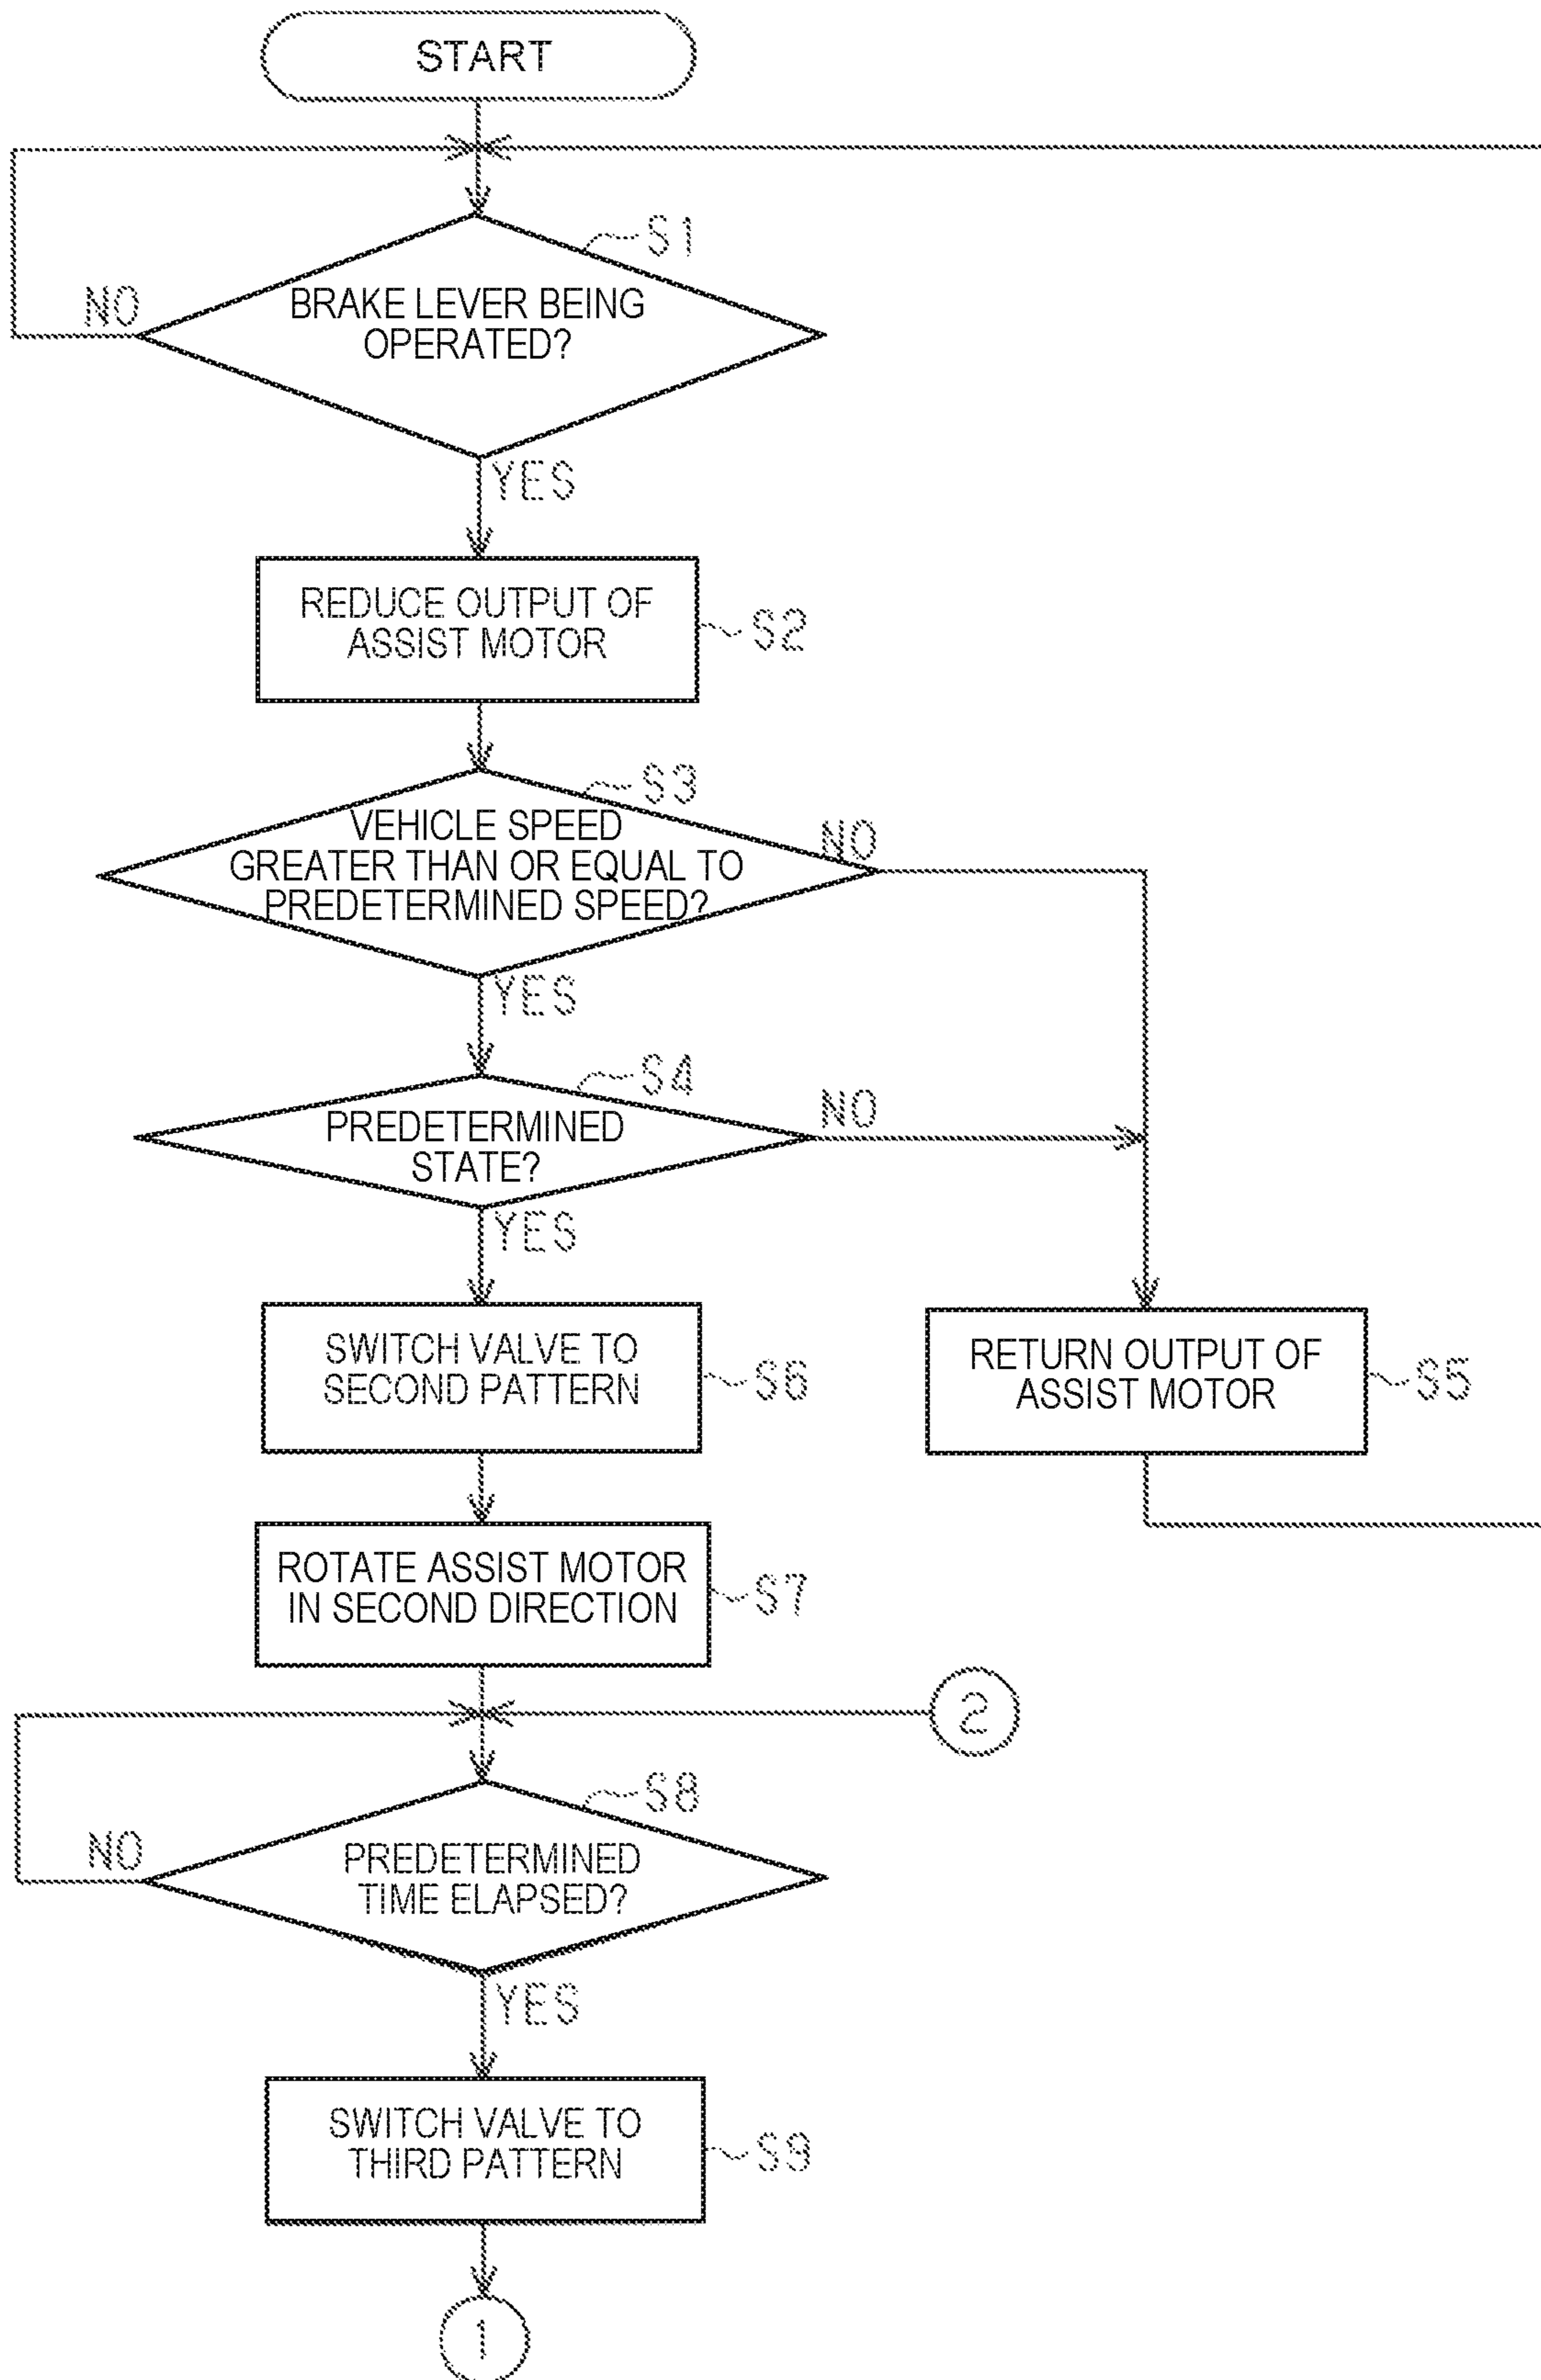 START
S1
BRAKE LEVER BEING
OPERATED?
NO
YES
REDUCE OUTPUT OF
ASSIST MOTOR
S2
S3
VEHICLE SPEED
GREATER THAN OR EQUAL TO
PREDETERMINED SPEED?
NO
YES
S4
PREDETERMINED
STATE?
NO
YES
SWITCH VALVE TO
SECOND PATTERN
S6
RETURN OUTPUT OF
ASSIST MOTOR
S5
ROTATE ASSIST MOTOR
IN SECOND DIRECTION
S7
2
S8
PREDETERMINED
TIME ELAPSED?
NO
YES
SWITCH VALVE TO
THIRD PATTERN
S9
1